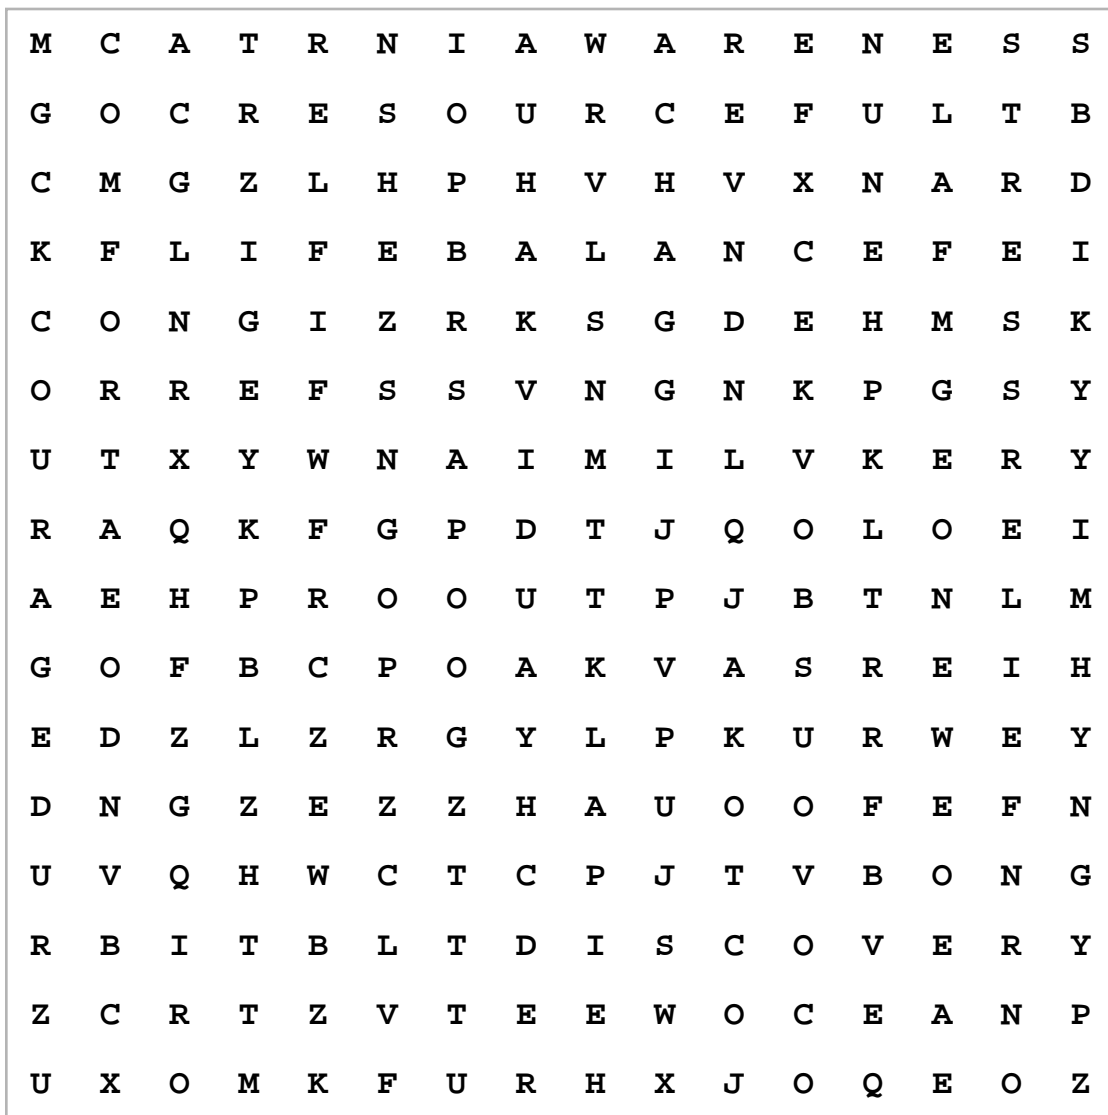 M C A T R N I A W A R E N E S S
G O C R E S O U R C E F U L T B
C M G Z L H P H V H V X N A R D
K F L I F E B A L A N C E F E I
C O N G I Z R K S G D E H M S K
O R R E F S S V N G N K P G S Y
U T X Y W N A I M I L V K E R Y
R A Q K F G P D T J Q O L O E I
A E H P R O O U T P J B T N L M
G O F B C P O A K V A S R E I H
E D Z L Z R G Y L P K U R W E Y
D N G Z E Z Z H A U O O F E F N
U V Q H W C T C P J T V B O N G
R B I T B L T D I S C O V E R Y
Z C R T Z V T E E W O C E A N P
U X O M K F U R H X J O Q E O Z